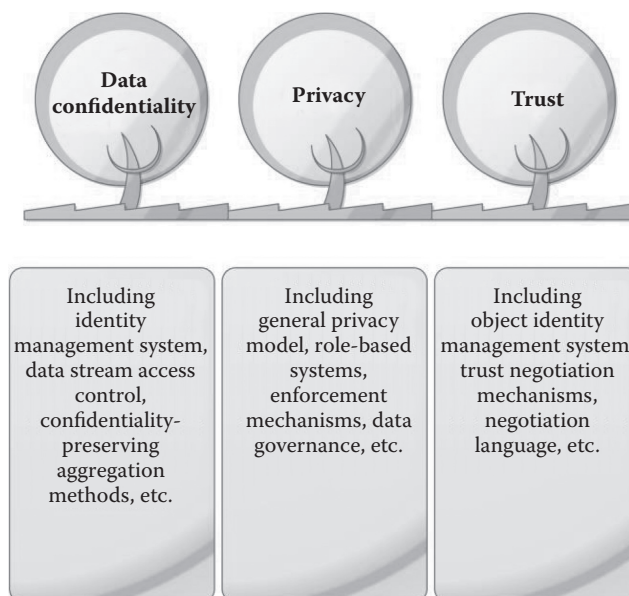 Data
confidentiality
Privacy
Trust
Including
identity
management system,
data stream access
control,
confidentiality-
preserving
aggregation
methods, etc.
Including
general privacy
model, role-based
systems,
enforcement
mechanisms, data
governance, etc.
Including
object identity
management system,
trust negotiation
mechanisms,
negotiation
language, etc.